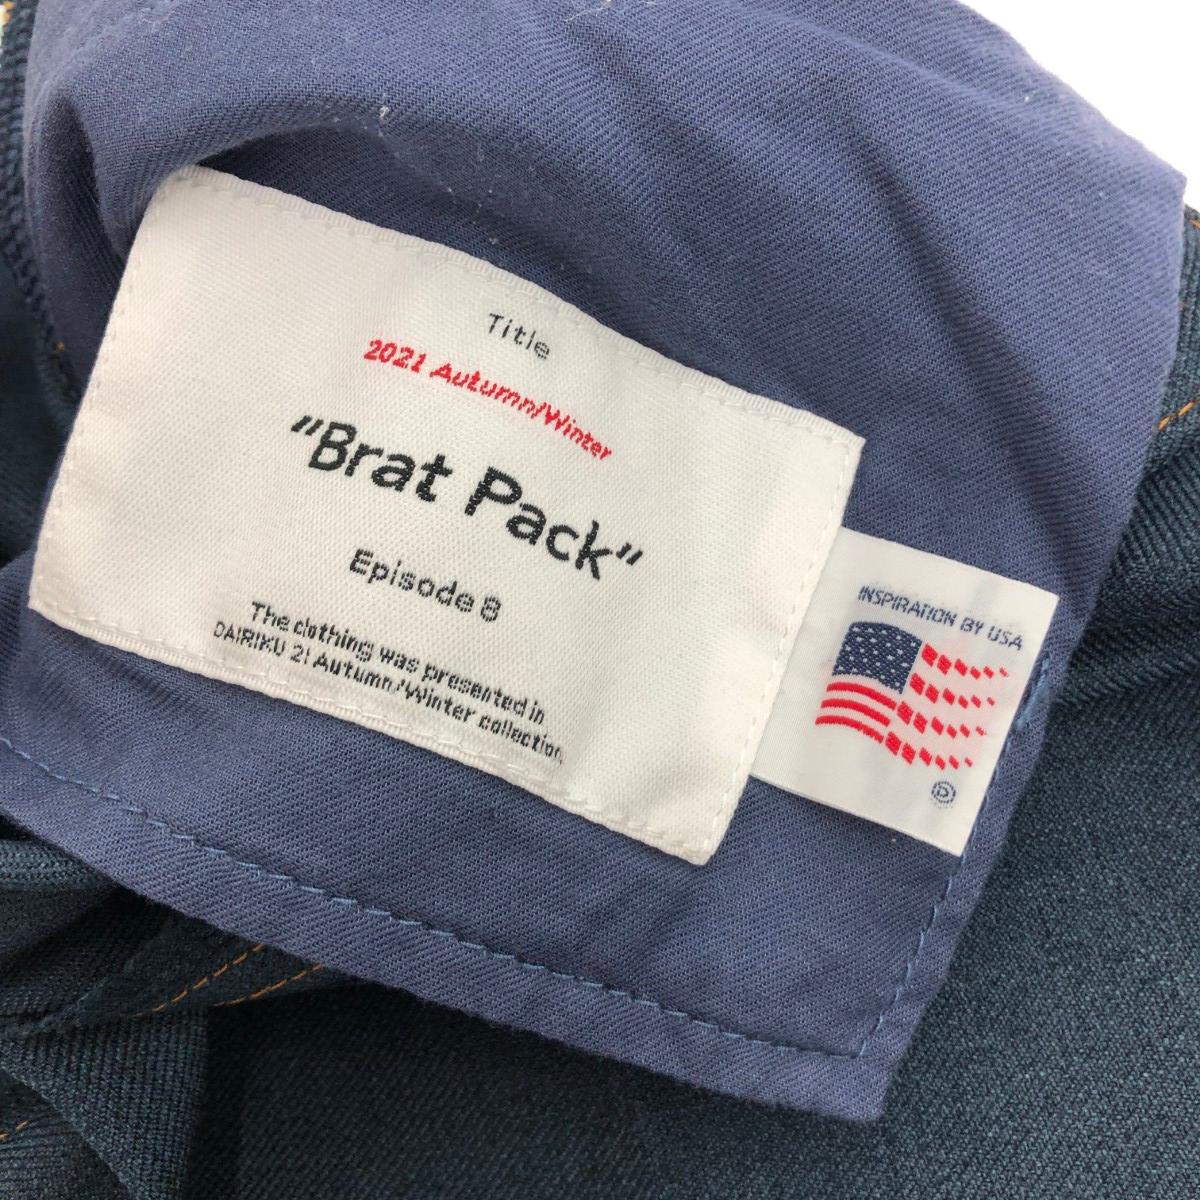 Title
2021 Autumn/Winter
"Brat Pack"
Episode 8
The clothing was presented in
DAIRIKU 21 Autumn/Winter collection.
INSPIRATION BY USA
Ⓓ